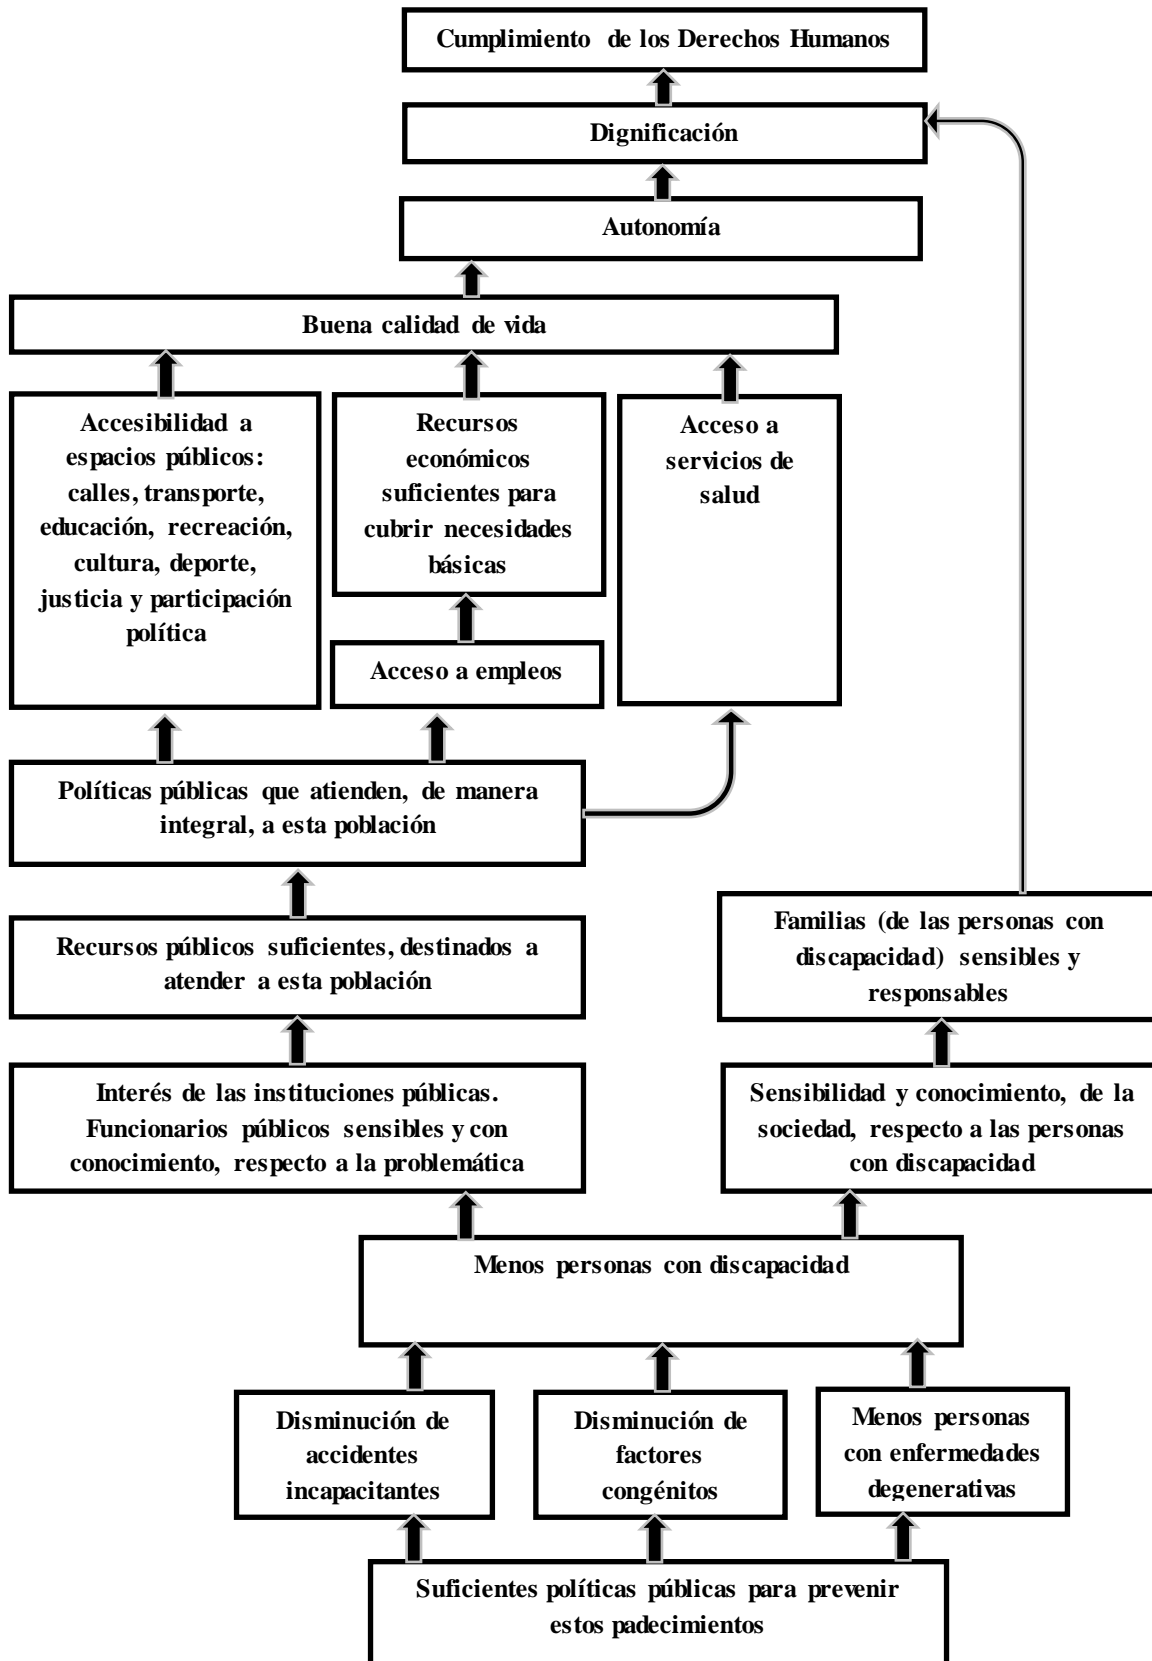 Cumplimiento de los Derechos Humanos
Dignificación
Autonomía
Buena calidad de vida
Accesibilidad a
espacios públicos:
calles, transporte,
educación, recreación,
cultura, deporte,
justicia y participación
política
Recursos
económicos
suficientes para
cubrir necesidades
básicas
Acceso a
servicios de
salud
Acceso a empleos
Políticas públicas que atienden, de manera
integral, a esta población
Recursos públicos suficientes, destinados a
atender a esta población
Familias (de las personas con
discapacidad) sensibles y
responsables
Interés de las instituciones públicas.
Funcionarios públicos sensibles y con
conocimiento, respecto a la problemática
Sensibilidad y conocimiento, de la
sociedad, respecto a las personas
con discapacidad
Menos personas con discapacidad
Disminución de
accidentes
incapacitantes
Disminución de
factores
congénitos
Menos personas
con enfermedades
degenerativas
Suficientes políticas públicas para prevenir
estos padecimientos